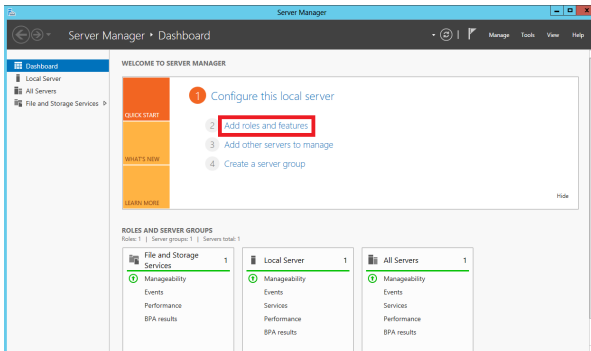 Server Manager
Server Manager • Dashboard
Manage Tools View Help
Dashboard
Local Server
All Servers
File and Storage Services
WELCOME TO SERVER MANAGER
QUICK START
WHAT'S NEW
LEARN MORE
1 Configure this local server
2 Add roles and features
3 Add other servers to manage
4 Create a server group
Hide
ROLES AND SERVER GROUPS
Roles: 1 | Server groups: 1 | Servers total: 1
File and Storage Services 1
Manageability
Events
Performance
BPA results
Local Server 1
Manageability
Events
Services
Performance
BPA results
All Servers 1
Manageability
Events
Services
Performance
BPA results